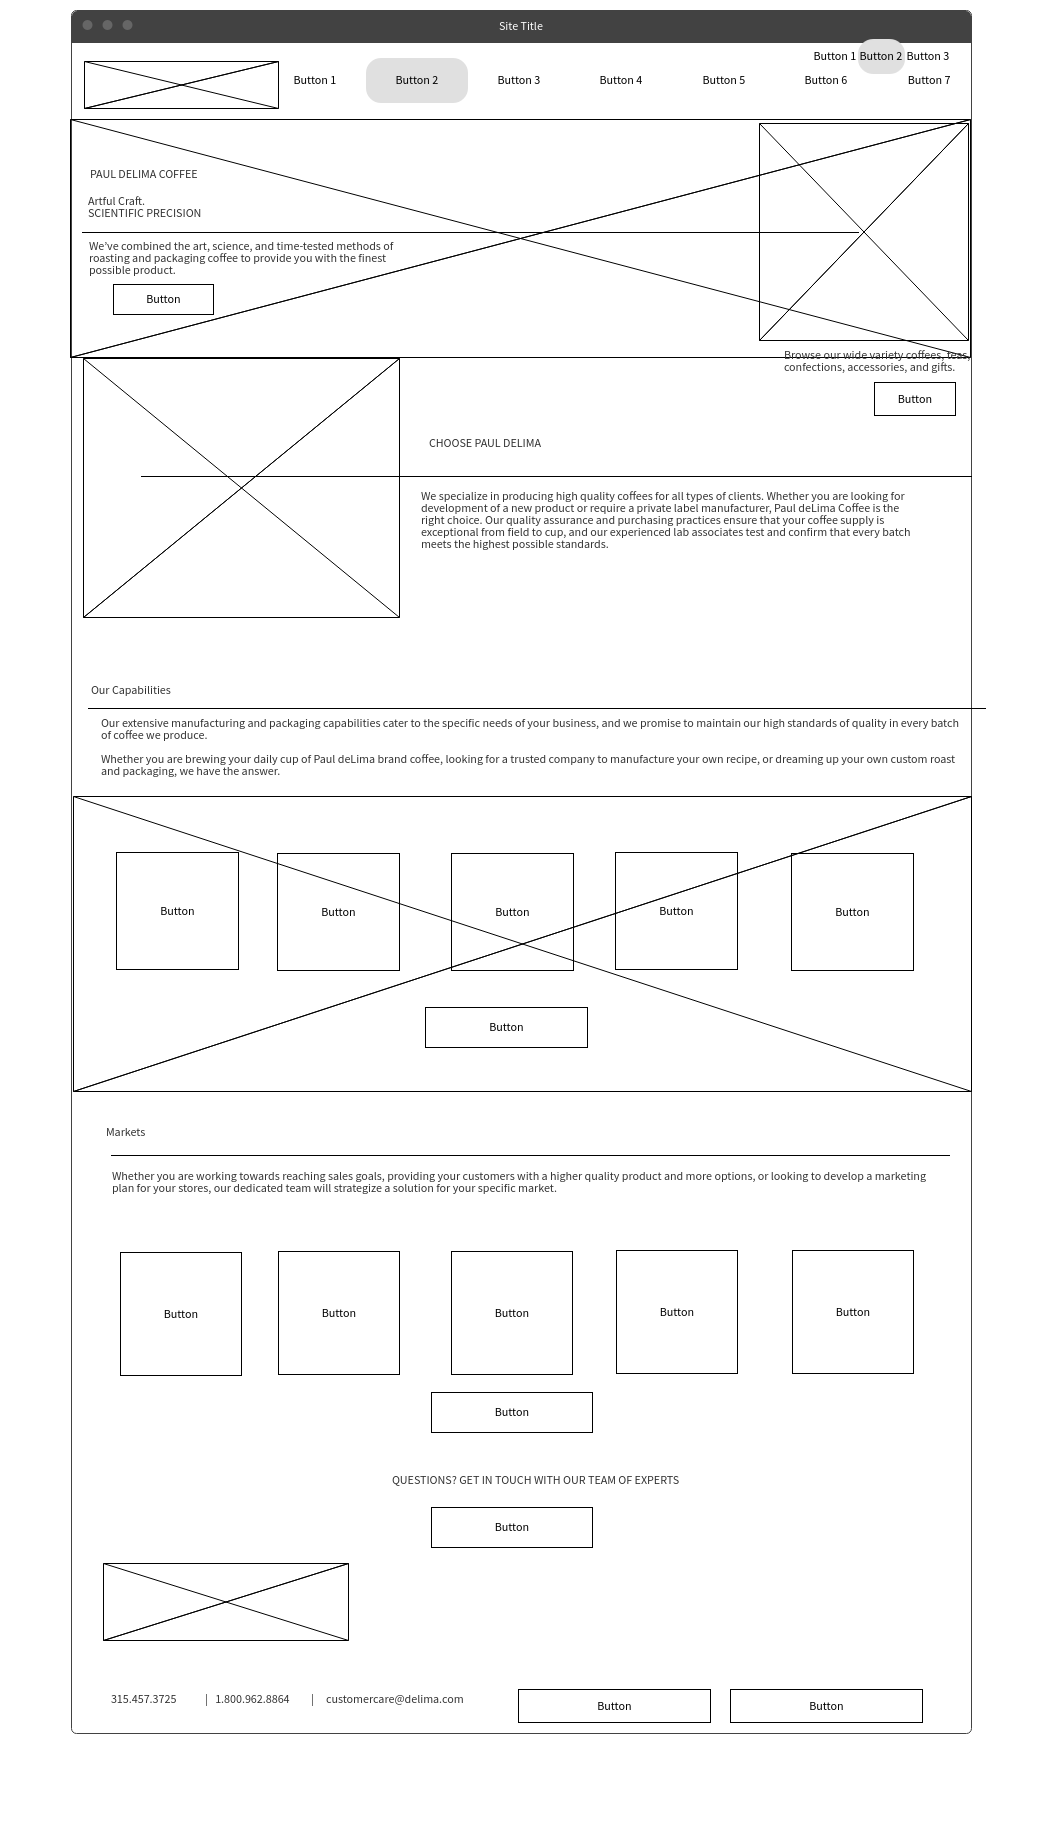 Site Title
Button 1 Button 2 Button 3
Button 1 Button 2 Button 3 Button 4 Button 5 Button 6 Button 7
PAUL DELIMA COFFEE
Artful Craft.
SCIENTIFIC PRECISION
We've combined the art, science, and time-tested methods of
roasting and packaging coffee to provide you with the finest
possible product.
Button
Browse our wide variety coffees, teas,
confections, accessories, and gifts.
Button
CHOOSE PAUL DELIMA
We specialize in producing high quality coffees for all types of clients. Whether you are looking for
development of a new product or require a private label manufacturer, Paul deLima Coffee is the
right choice. Our quality assurance and purchasing practices ensure that your coffee supply is
exceptional from field to cup, and our experienced lab associates test and confirm that every batch
meets the highest possible standards.
Our Capabilities
Our extensive manufacturing and packaging capabilities cater to the specific needs of your business, and we promise to maintain our high standards of quality in every batch
of coffee we produce.
Whether you are brewing your daily cup of Paul deLima brand coffee, looking for a trusted company to manufacture your own recipe, or dreaming up your own custom roast
and packaging, we have the answer.
Button Button Button Button Button
Button
Markets
Whether you are working towards reaching sales goals, providing your customers with a higher quality product and more options, or looking to develop a marketing
plan for your stores, our dedicated team will strategize a solution for your specific market.
Button Button Button Button Button
Button
QUESTIONS? GET IN TOUCH WITH OUR TEAM OF EXPERTS
Button
315.457.3725 | 1.800.962.8864 | customercare@delima.com Button Button